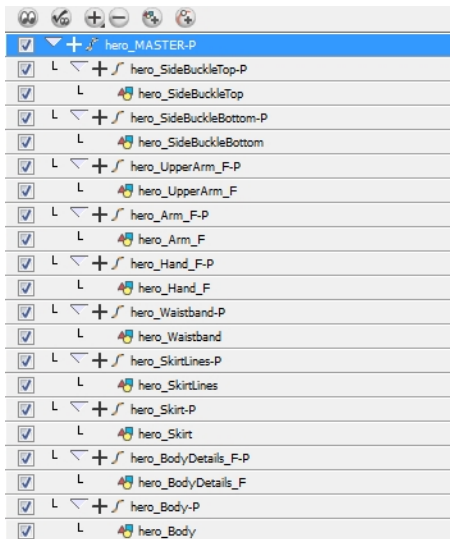 hero_MASTER-P
hero_SideBuckleTop-P
hero_SideBuckleTop
hero_SideBuckleBottom-P
hero_SideBuckleBottom
hero_UpperArm_F-P
hero_UpperArm_F
hero_Arm_F-P
hero_Arm_F
hero_Hand_F-P
hero_Hand_F
hero_Waistband-P
hero_Waistband
hero_SkirtLines-P
hero_SkirtLines
hero_Skirt-P
hero_Skirt
hero_BodyDetails_F-P
hero_BodyDetails_F
hero_Body-P
hero_Body